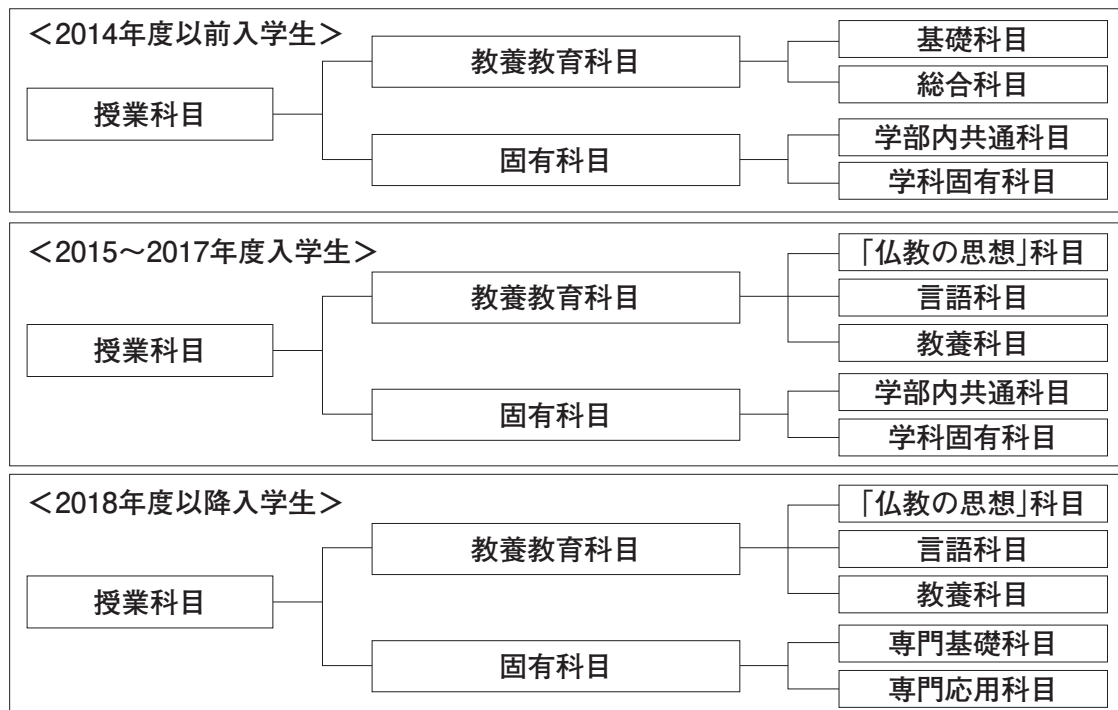 ＜2014年度以前入学生＞
授業科目
教養教育科目
基礎科目
総合科目
固有科目
学部内共通科目
学科固有科目
＜2015～2017年度入学生＞
授業科目
教養教育科目
「仏教の思想」科目
言語科目
教養科目
固有科目
学部内共通科目
学科固有科目
＜2018年度以降入学生＞
授業科目
教養教育科目
「仏教の思想」科目
言語科目
教養科目
固有科目
専門基礎科目
専門応用科目